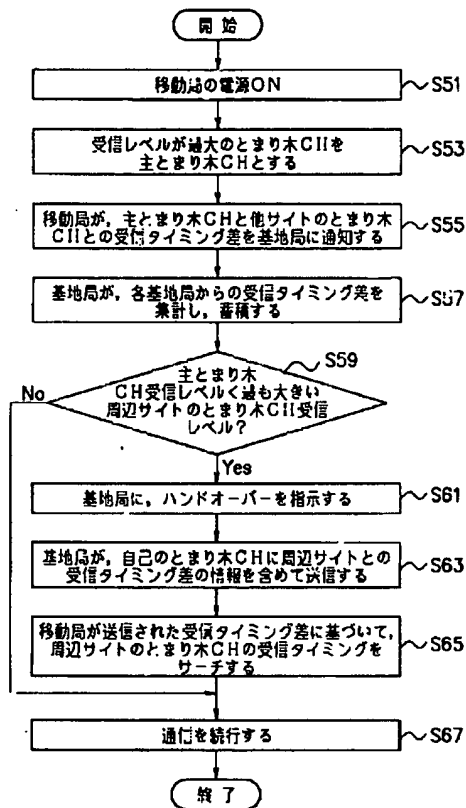 開始
移動局の電源ON
S51
受信レベルが最大のとまり木CHを
主とまり木CHとする
S53
移動局が,主とまり木CHと他サイトのとまり木
CHとの受信タイミング差を基地局に通知する
S55
基地局が,各基地局からの受信タイミング差を
集計し,蓄積する
S57
S59
主とまり木
CH受信レベル<最も大きい
周辺サイトのとまり木CH受信
レベル?
No
Yes
基地局に,ハンドオーバーを指示する
S61
基地局が,自己のとまり木CHに周辺サイトとの
受信タイミング差の情報を含めて送信する
S63
移動局が送信された受信タイミング差に基づいて,
周辺サイトのとまり木CHの受信タイミングを
サーチする
S65
通信を続行する
S67
終了